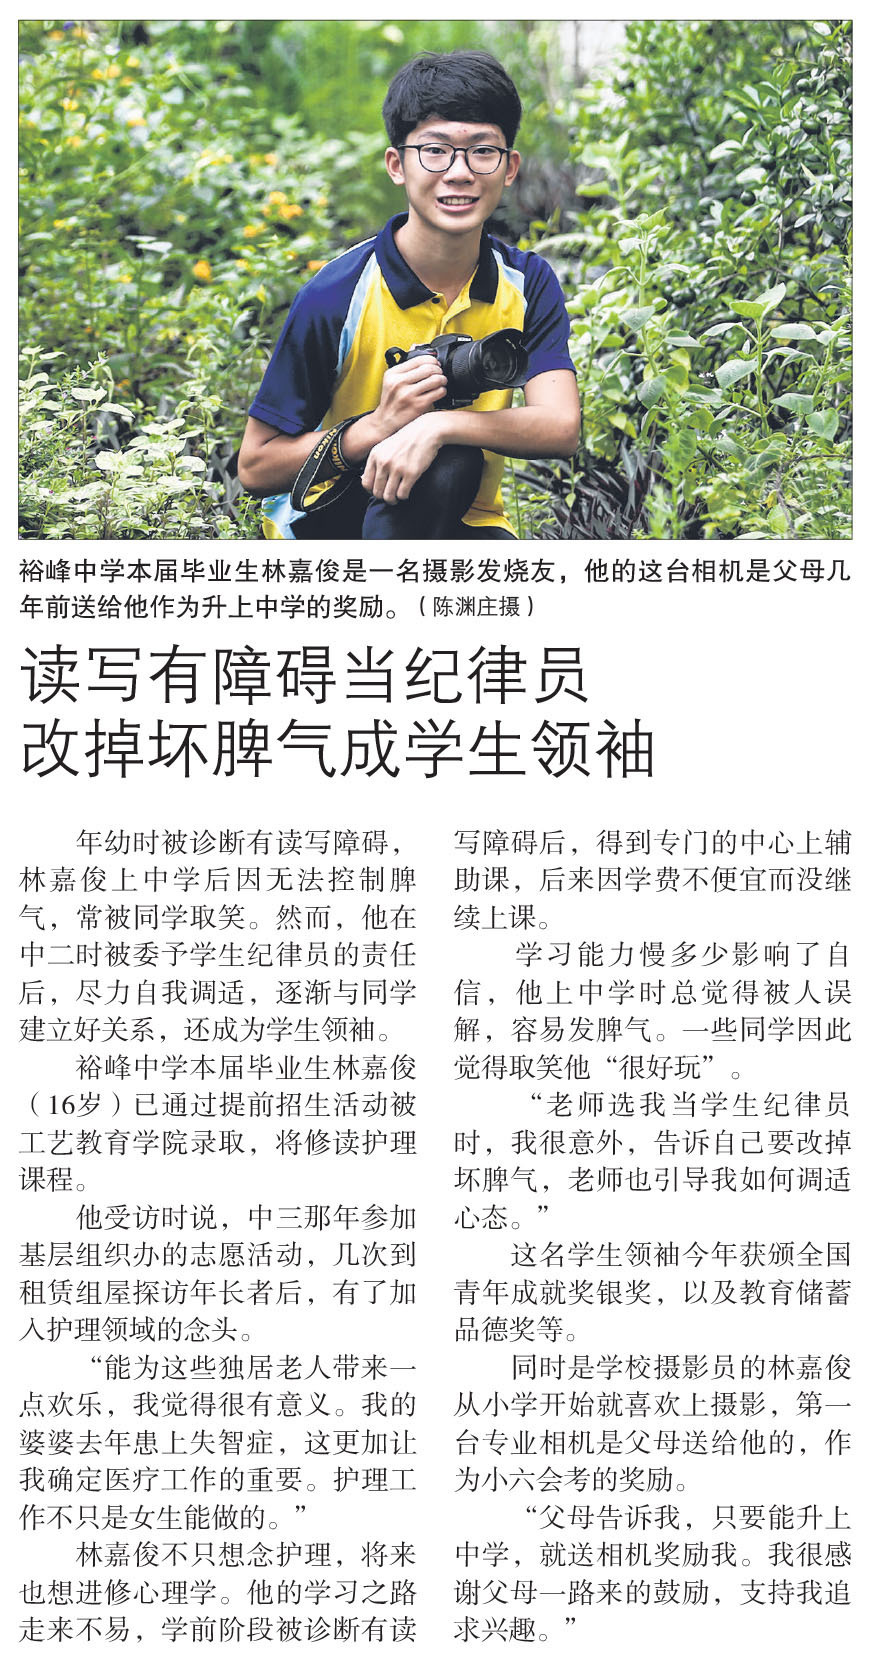 裕峰中学本届毕业生林嘉俊是一名摄影发烧友，他的这台相机是父母几
年前送给他作为升上中学的奖励。（陈渊庄摄）
读写有障碍当纪律员
改掉坏脾气成学生领袖
年幼时被诊断有读写障碍，
林嘉俊上中学后因无法控制脾
气，常被同学取笑。然而，他在
中二时被委予学生纪律员的责任
后，尽力自我调适，逐渐与同学
建立好关系，还成为学生领袖。
裕峰中学本届毕业生林嘉俊
（16岁）已通过提前招生活动被
工艺教育学院录取，将修读护理
课程。
他受访时说，中三那年参加
基层组织办的志愿活动，几次到
租赁组屋探访年长者后，有了加
入护理领域的念头。
“能为这些独居老人带来一
点欢乐，我觉得很有意义。我的
婆婆去年患上失智症，这更加让
我确定医疗工作的重要。护理工
作不只是女生能做的。”
林嘉俊不只想念护理，将来
也想进修心理学。他的学习之路
走来不易，学前阶段被诊断有读
写障碍后，得到专门的中心上辅
助课，后来因学费不便宜而没继
续上课。
学习能力慢多少影响了自
信，他上中学时总觉得被人误
解，容易发脾气。一些同学因此
觉得取笑他“很好玩”。
“老师选我当学生纪律员
时，我很意外，告诉自己要改掉
坏脾气，老师也引导我如何调适
心态。”
这名学生领袖今年获颁全国
青年成就奖银奖，以及教育储蓄
品德奖等。
同时是学校摄影员的林嘉俊
从小学开始就喜欢上摄影，第一
台专业相机是父母送给他的，作
为小六会考的奖励。
“父母告诉我，只要能升上
中学，就送相机奖励我。我很感
谢父母一路来的鼓励，支持我追
求兴趣。”